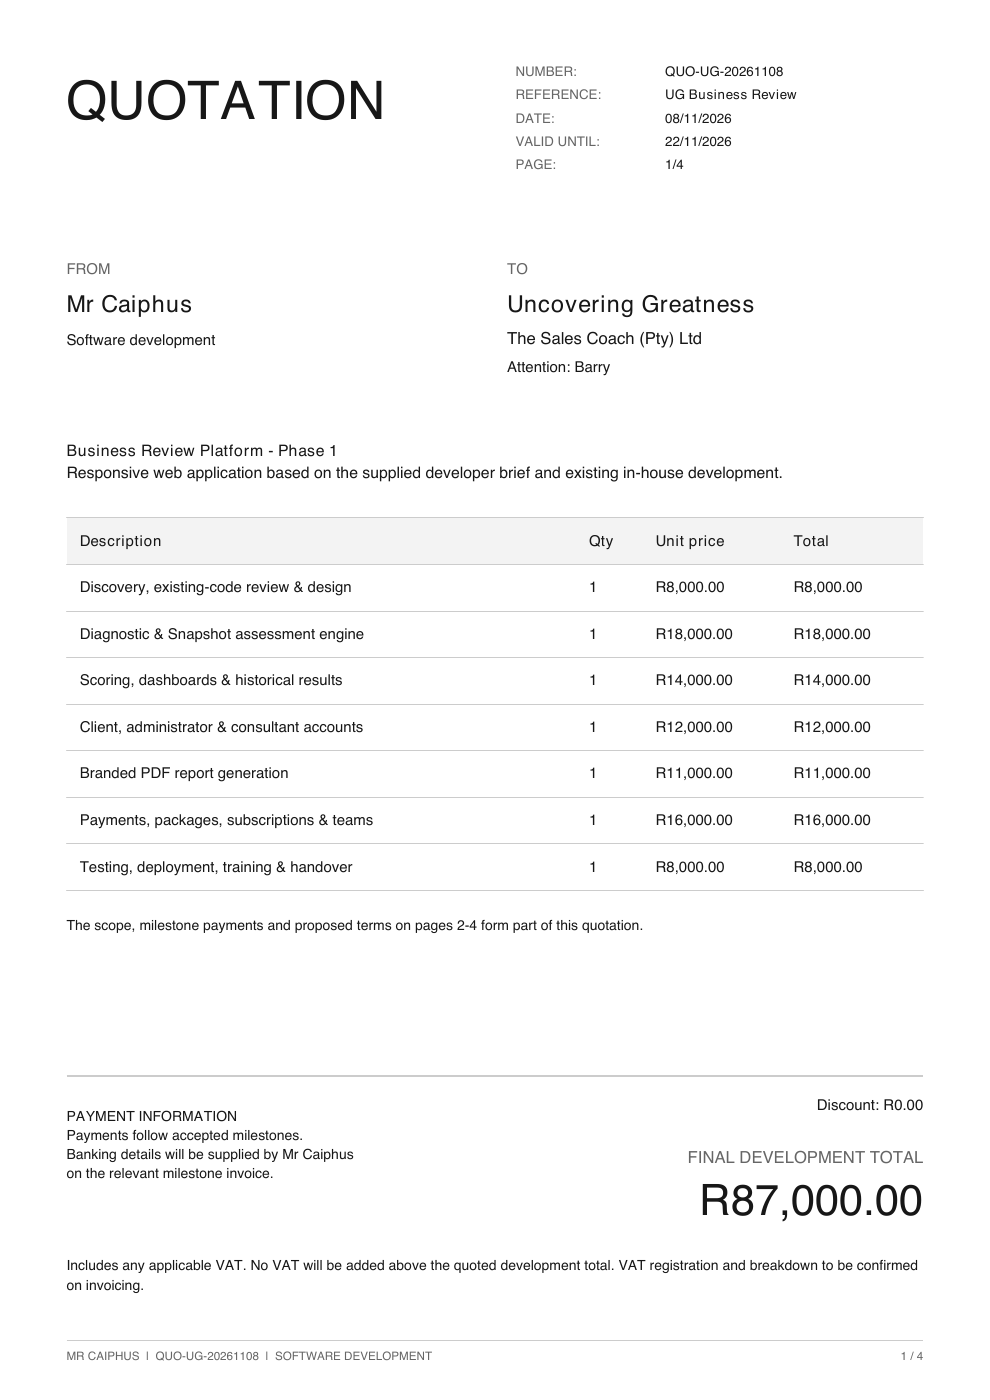 QUOTATION
NUMBER: QUO-UG-20261108
REFERENCE: UG Business Review
DATE: 08/11/2026
VALID UNTIL: 22/11/2026
PAGE: 1/4
FROM
Mr Caiphus
Software development
TO
Uncovering Greatness
The Sales Coach (Pty) Ltd
Attention: Barry
Business Review Platform - Phase 1
Responsive web application based on the supplied developer brief and existing in-house development.
Description Qty Unit price Total
Discovery, existing-code review & design 1 R8,000.00 R8,000.00
Diagnostic & Snapshot assessment engine 1 R18,000.00 R18,000.00
Scoring, dashboards & historical results 1 R14,000.00 R14,000.00
Client, administrator & consultant accounts 1 R12,000.00 R12,000.00
Branded PDF report generation 1 R11,000.00 R11,000.00
Payments, packages, subscriptions & teams 1 R16,000.00 R16,000.00
Testing, deployment, training & handover 1 R8,000.00 R8,000.00
The scope, milestone payments and proposed terms on pages 2-4 form part of this quotation.
PAYMENT INFORMATION
Payments follow accepted milestones.
Banking details will be supplied by Mr Caiphus
on the relevant milestone invoice.
Discount: R0.00
FINAL DEVELOPMENT TOTAL
R87,000.00
Includes any applicable VAT. No VAT will be added above the quoted development total. VAT registration and breakdown to be confirmed
on invoicing.
MR CAIPHUS | QUO-UG-20261108 | SOFTWARE DEVELOPMENT 1 / 4